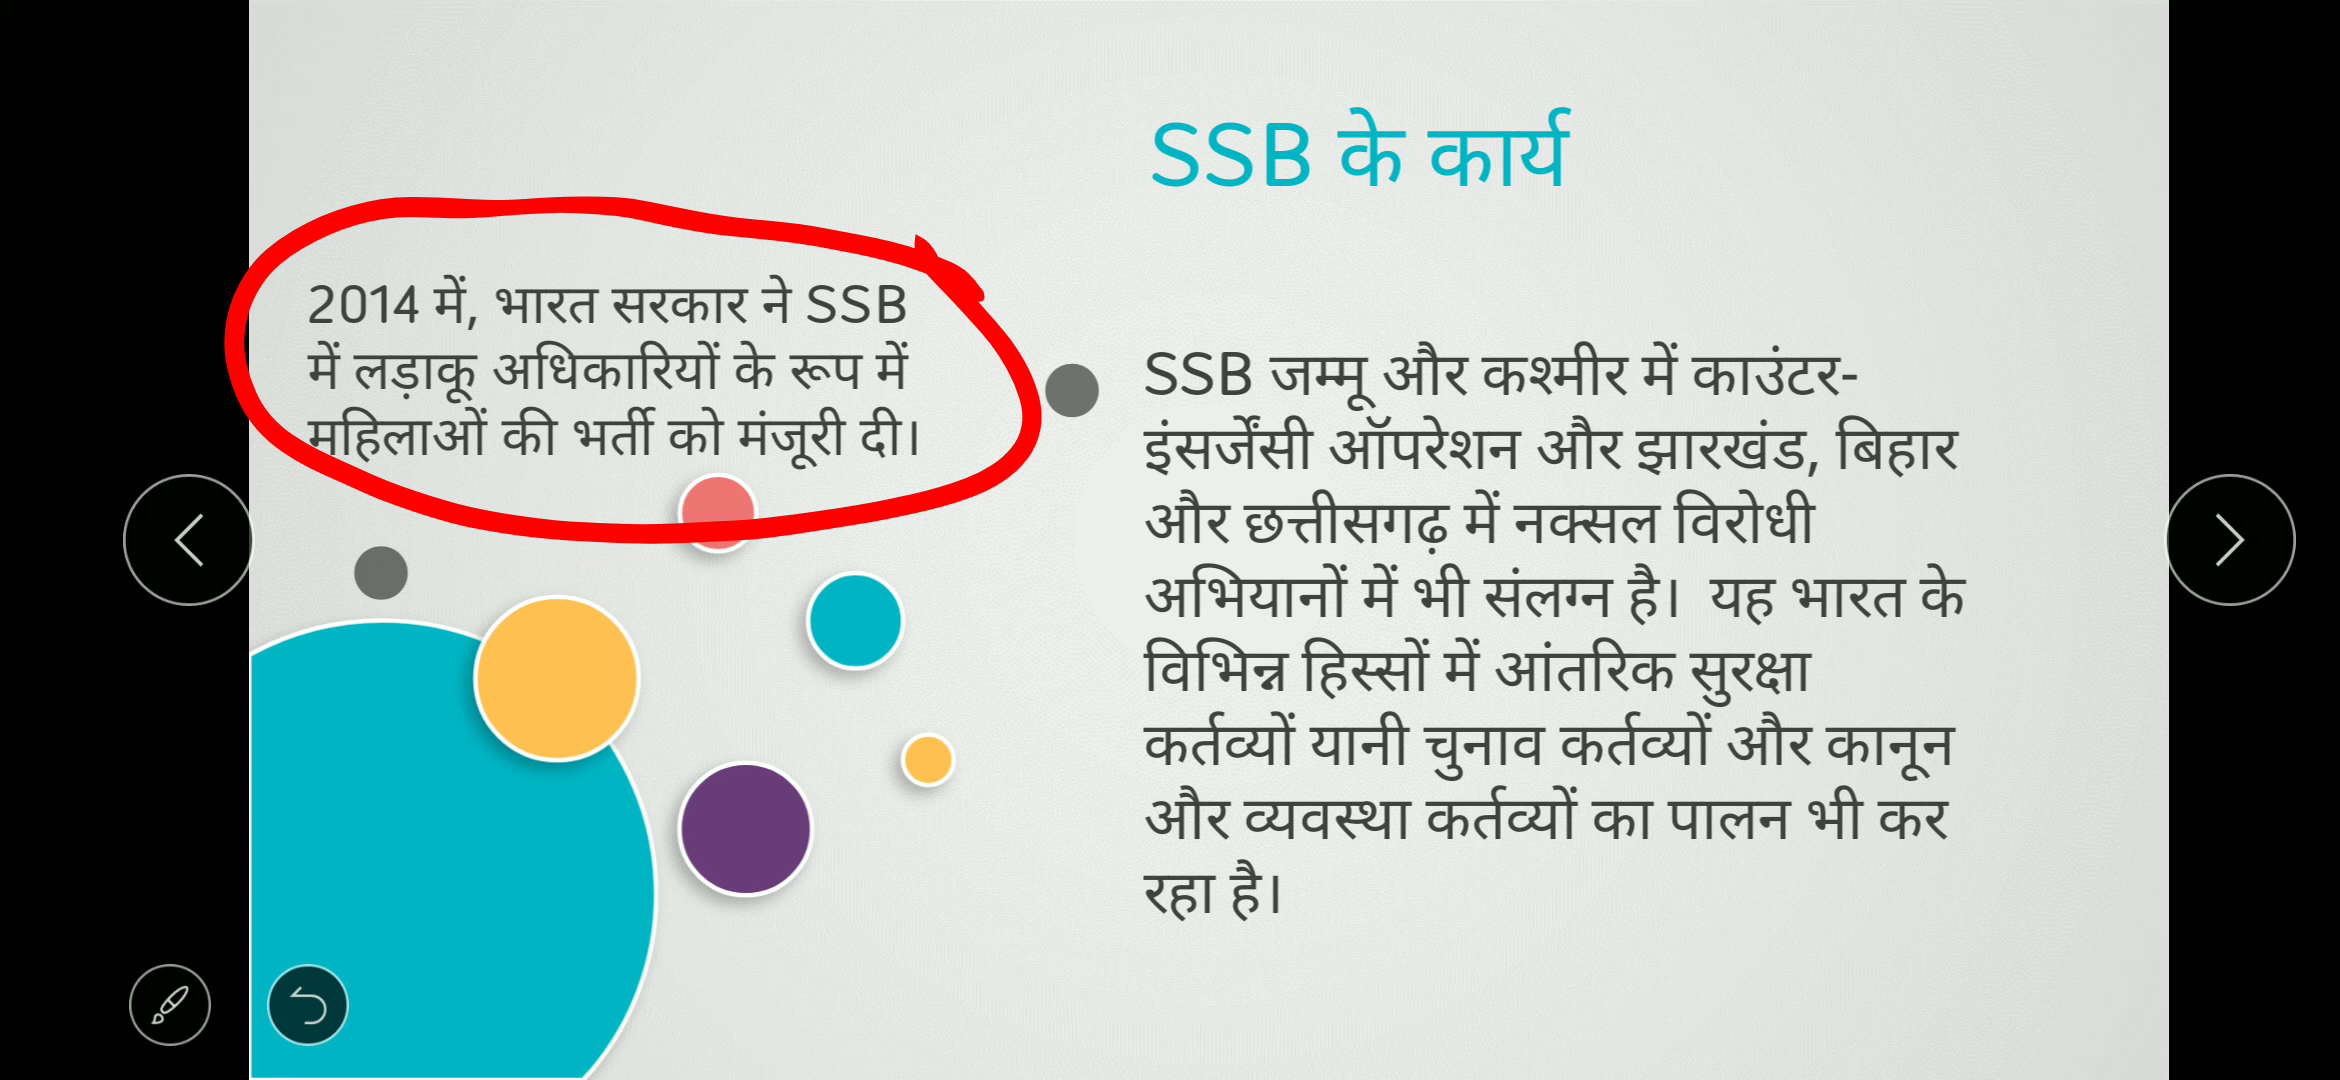 SSB के कार्य
2014 में, भारत सरकार ने SSB
में लड़ाकू अधिकारियों के रूप में
महिलाओं की भर्ती को मंजूरी दी।
SSB जम्मू और कश्मीर में काउंटर-
इंसर्जेंसी ऑपरेशन और झारखंड, बिहार
और छत्तीसगढ़ में नक्सल विरोधी
अभियानों में भी संलग्न है। यह भारत के
विभिन्न हिस्सों में आंतरिक सुरक्षा
कर्तव्यों यानी चुनाव कर्तव्यों और कानून
और व्यवस्था कर्तव्यों का पालन भी कर
रहा है।